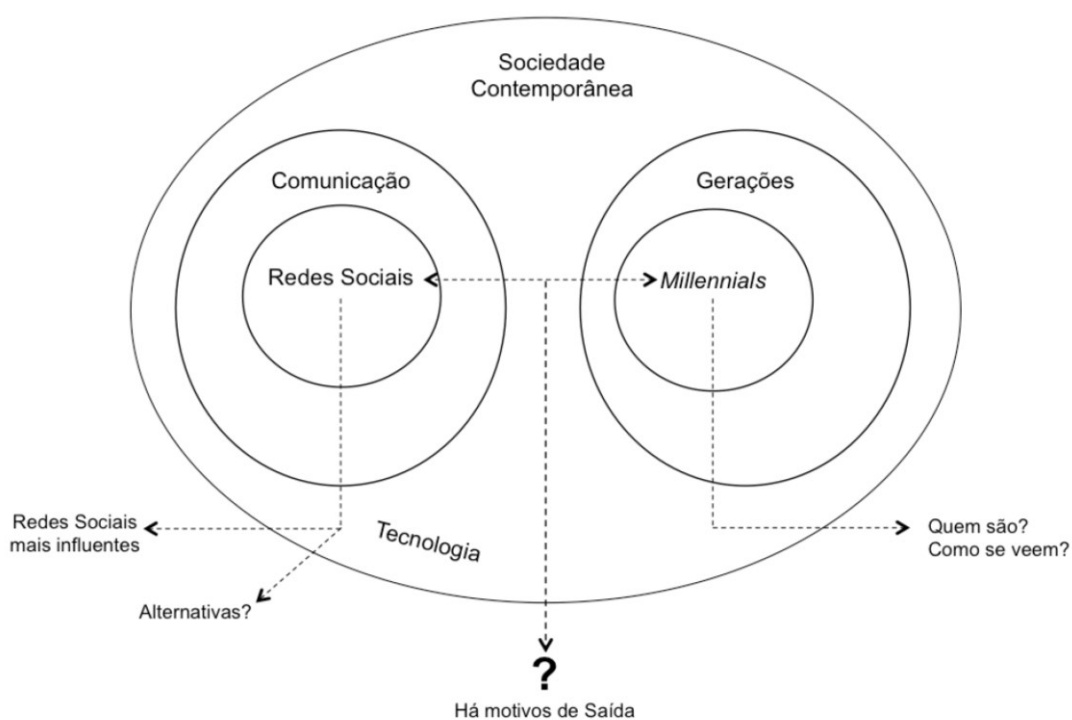 Sociedade
Contemporânea
Comunicação
Gerações
Redes Sociais
Millennials
Redes Sociais
mais influentes
Tecnologia
Quem são?
Como se veem?
Alternativas?
?
Há motivos de Saída